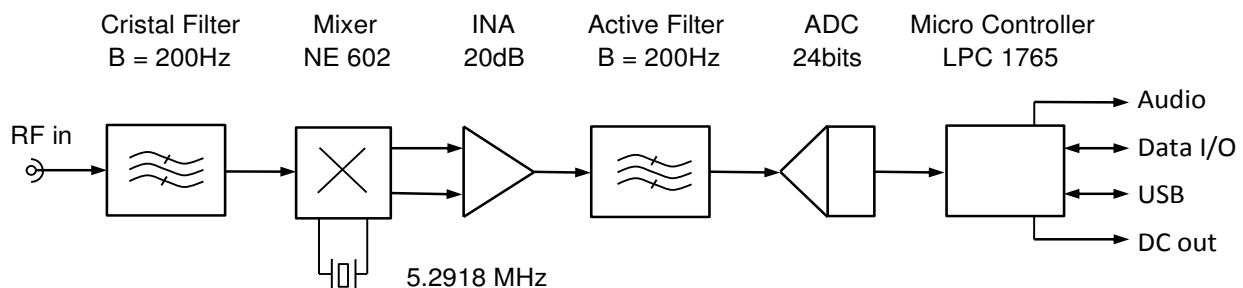 Cristal Filter
B = 200Hz
Mixer
NE 602
INA
20dB
Active Filter
B = 200Hz
ADC
24bits
Micro Controller
LPC 1765
RF in
Audio
Data I/O
USB
DC out
5.2918 MHz